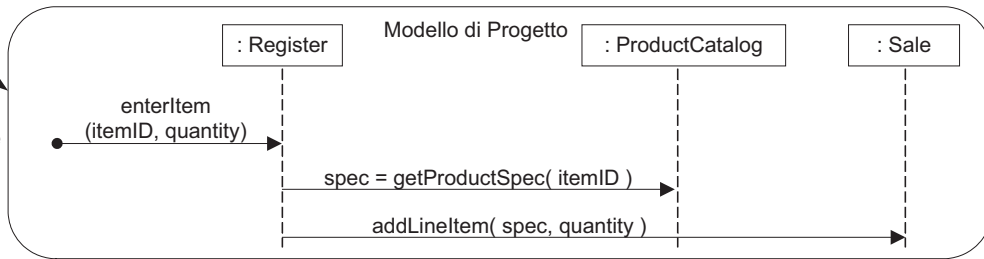 Modello di Progetto
: Register
: ProductCatalog
: Sale
enterItem
(itemID, quantity)
spec = getProductSpec( itemID )
addLineItem( spec, quantity )